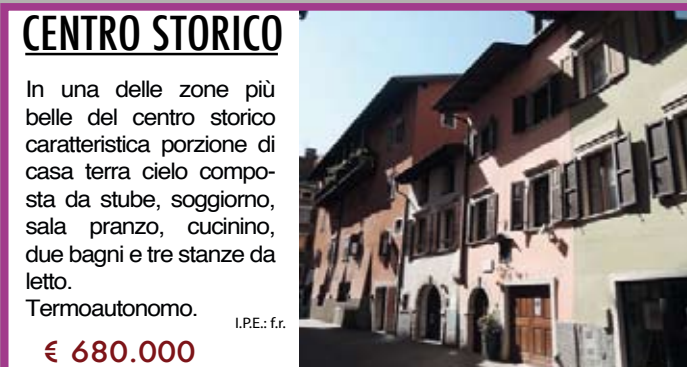 CENTRO STORICO
In una delle zone più
belle del centro storico
caratteristica porzione di
casa terra cielo compo-
sta da stube, soggiorno,
sala pranzo, cucinino,
due bagni e tre stanze da
letto.
Termoautonomo.
I.P.E.: f.r.
€ 680.000